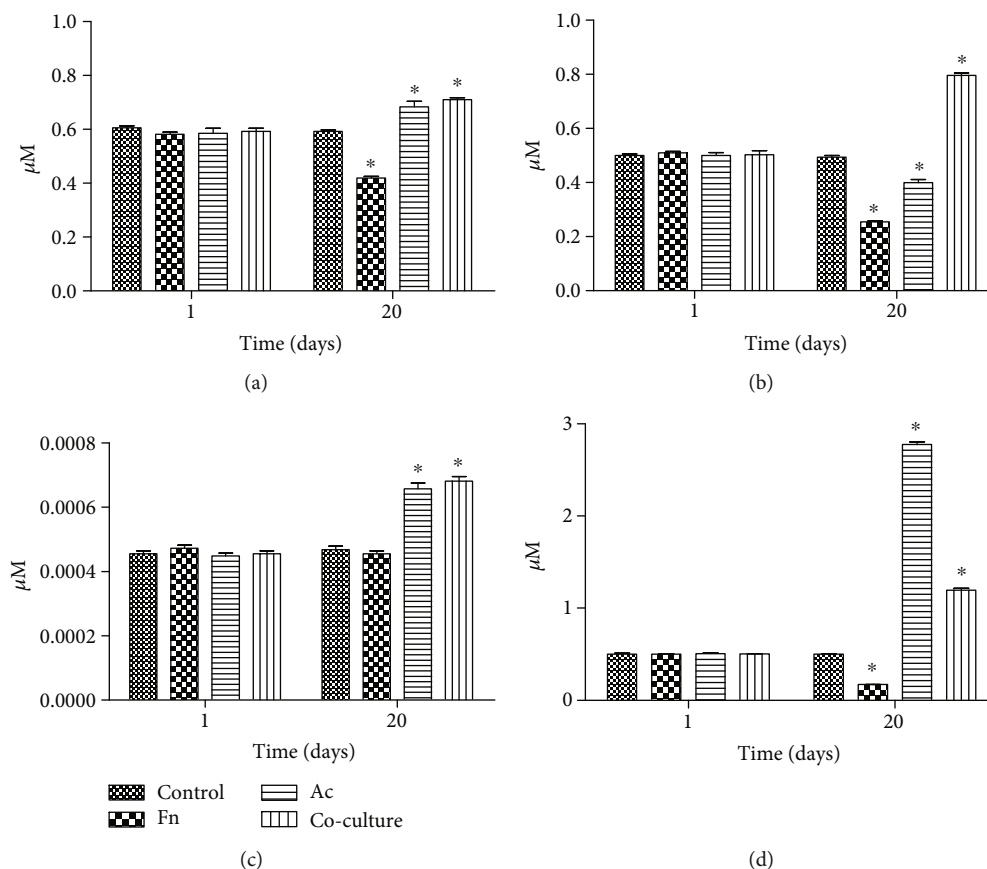 1.0
0.8
0.6
0.4
0.2
0.0
µM
* * *
1 20
Time (days)
(a)
1.0
0.8
0.6
0.4
0.2
0.0
µM
* * *
1 20
Time (days)
(b)
0.0008
0.0006
0.0004
0.0002
0.0000
µM
* *
1 20
Time (days)
Control Ac
Fn Co-culture
(c)
3
2
1
0
µM
* * *
1 20
Time (days)
(d)